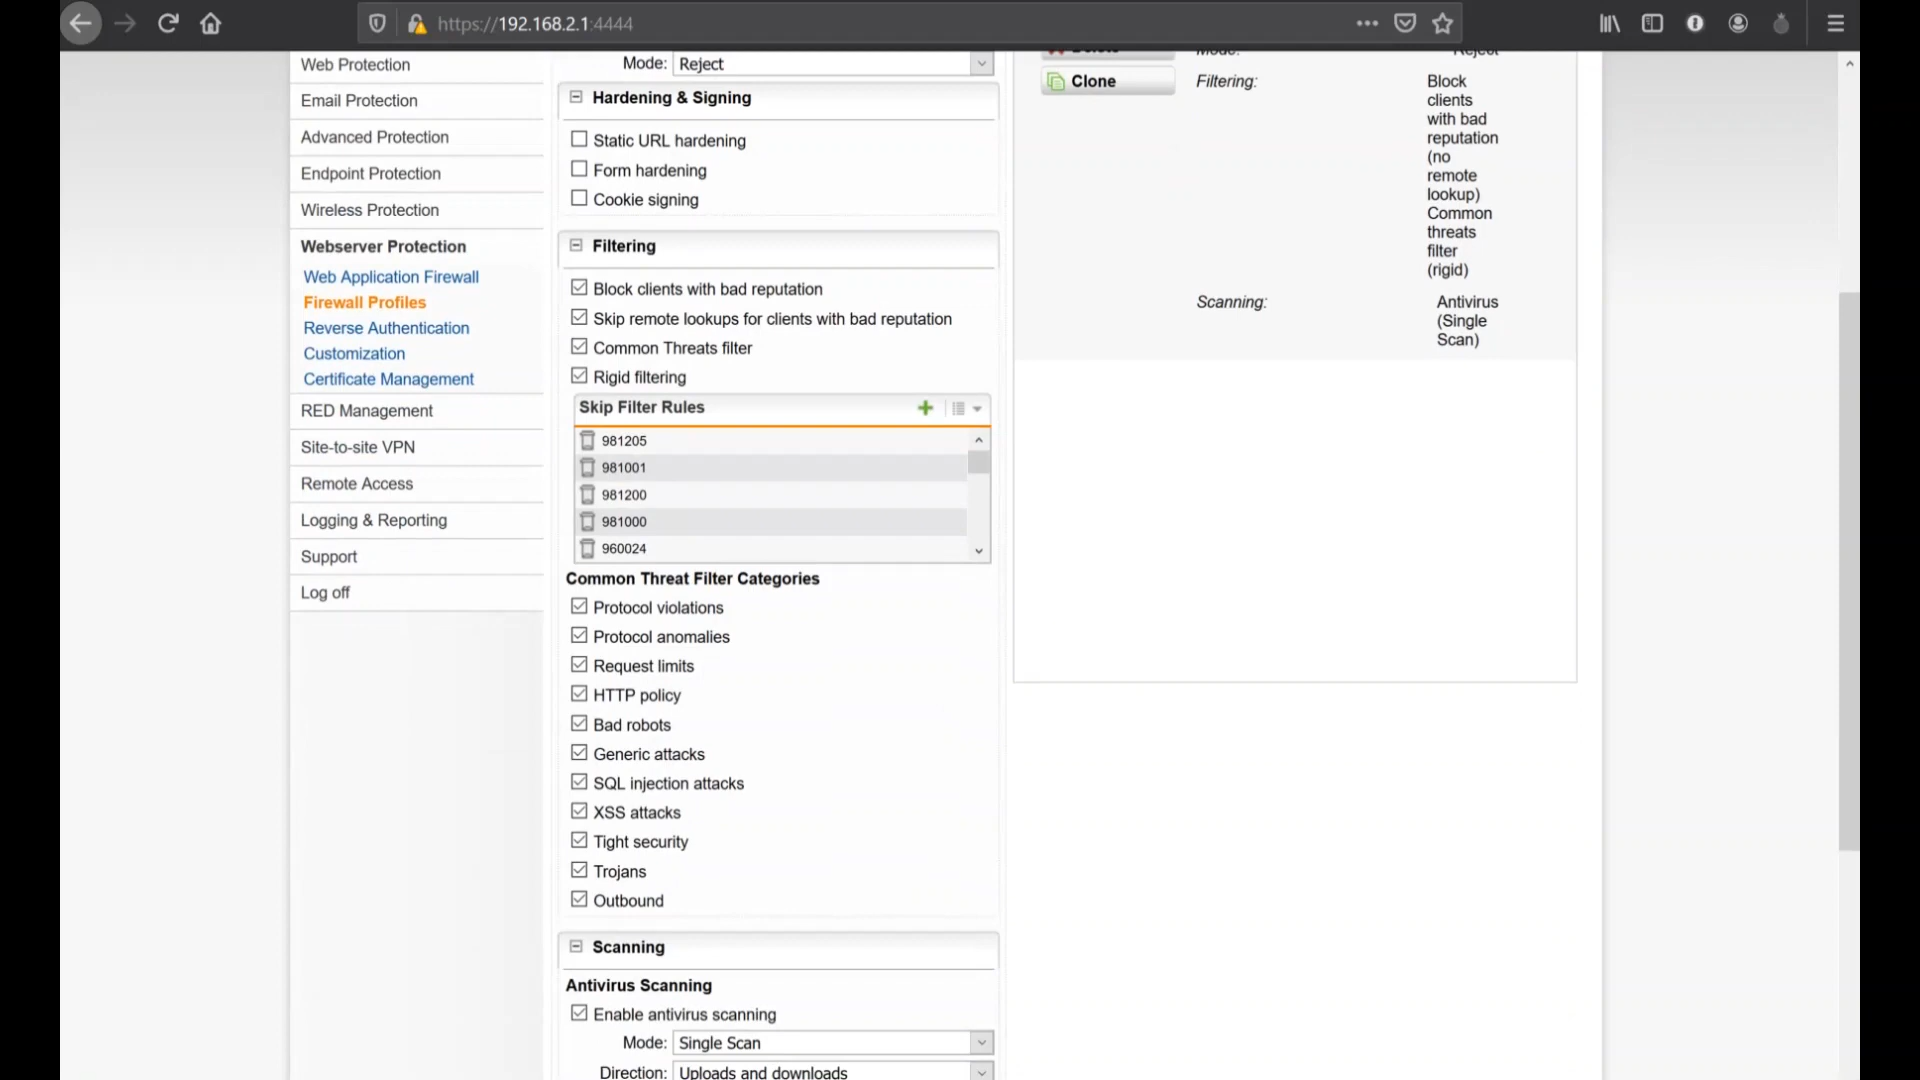 https://192.168.2.1:4444
Web Protection
Email Protection
Advanced Protection
Endpoint Protection
Wireless Protection
Webserver Protection
Web Application Firewall
Firewall Profiles
Reverse Authentication
Customization
Certificate Management
RED Management
Site-to-site VPN
Remote Access
Logging & Reporting
Support
Log off
Mode: Reject
Hardening & Signing
Static URL hardening
Form hardening
Cookie signing
Filtering
Block clients with bad reputation
Skip remote lookups for clients with bad reputation
Common Threats filter
Rigid filtering
Skip Filter Rules
981205
981001
981200
981000
960024
Common Threat Filter Categories
Protocol violations
Protocol anomalies
Request limits
HTTP policy
Bad robots
Generic attacks
SQL injection attacks
XSS attacks
Tight security
Trojans
Outbound
Scanning
Antivirus Scanning
Enable antivirus scanning
Mode: Single Scan
Direction: Uploads and downloads
Delete
Mode: Reject
Clone
Filtering:
Block
clients
with bad
reputation
(no
remote
lookup)
Common
threats
filter
(rigid)
Scanning:
Antivirus
(Single
Scan)